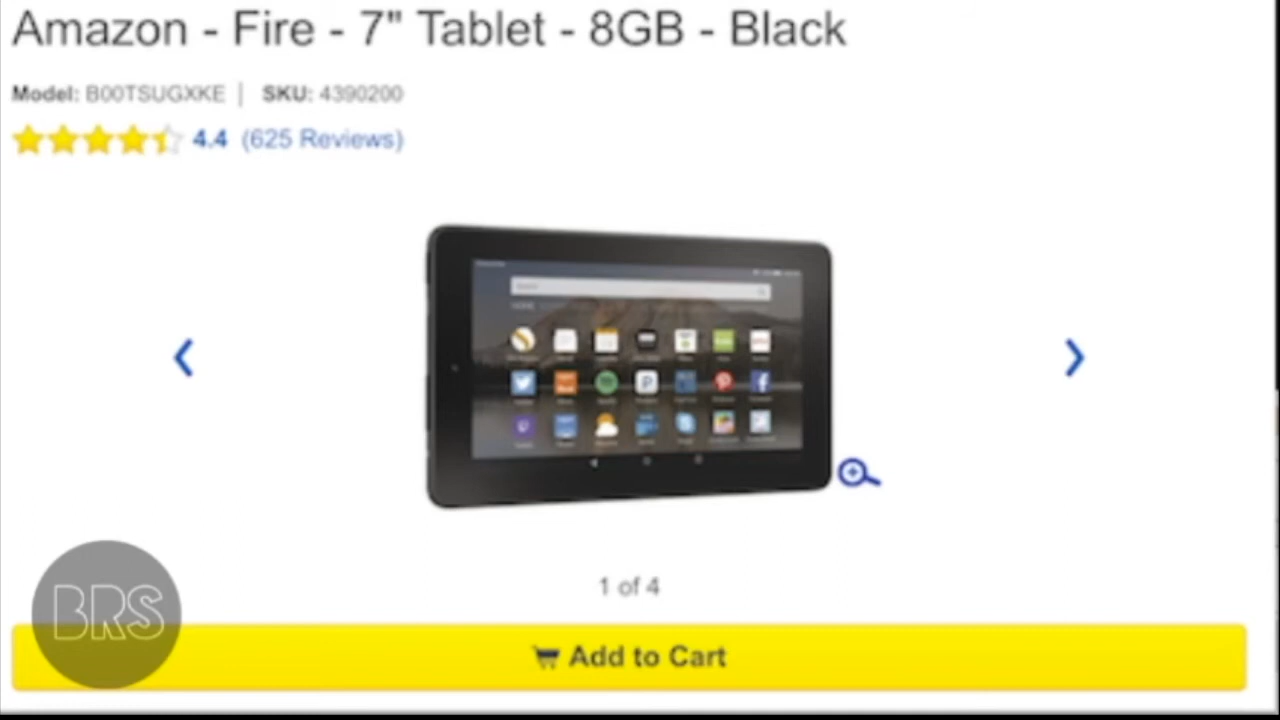 Amazon - Fire - 7" Tablet - 8GB - Black
Model: B00TSUGXKE | SKU: 4390200
4.4 (625 Reviews)
1 of 4
BRS
Add to Cart